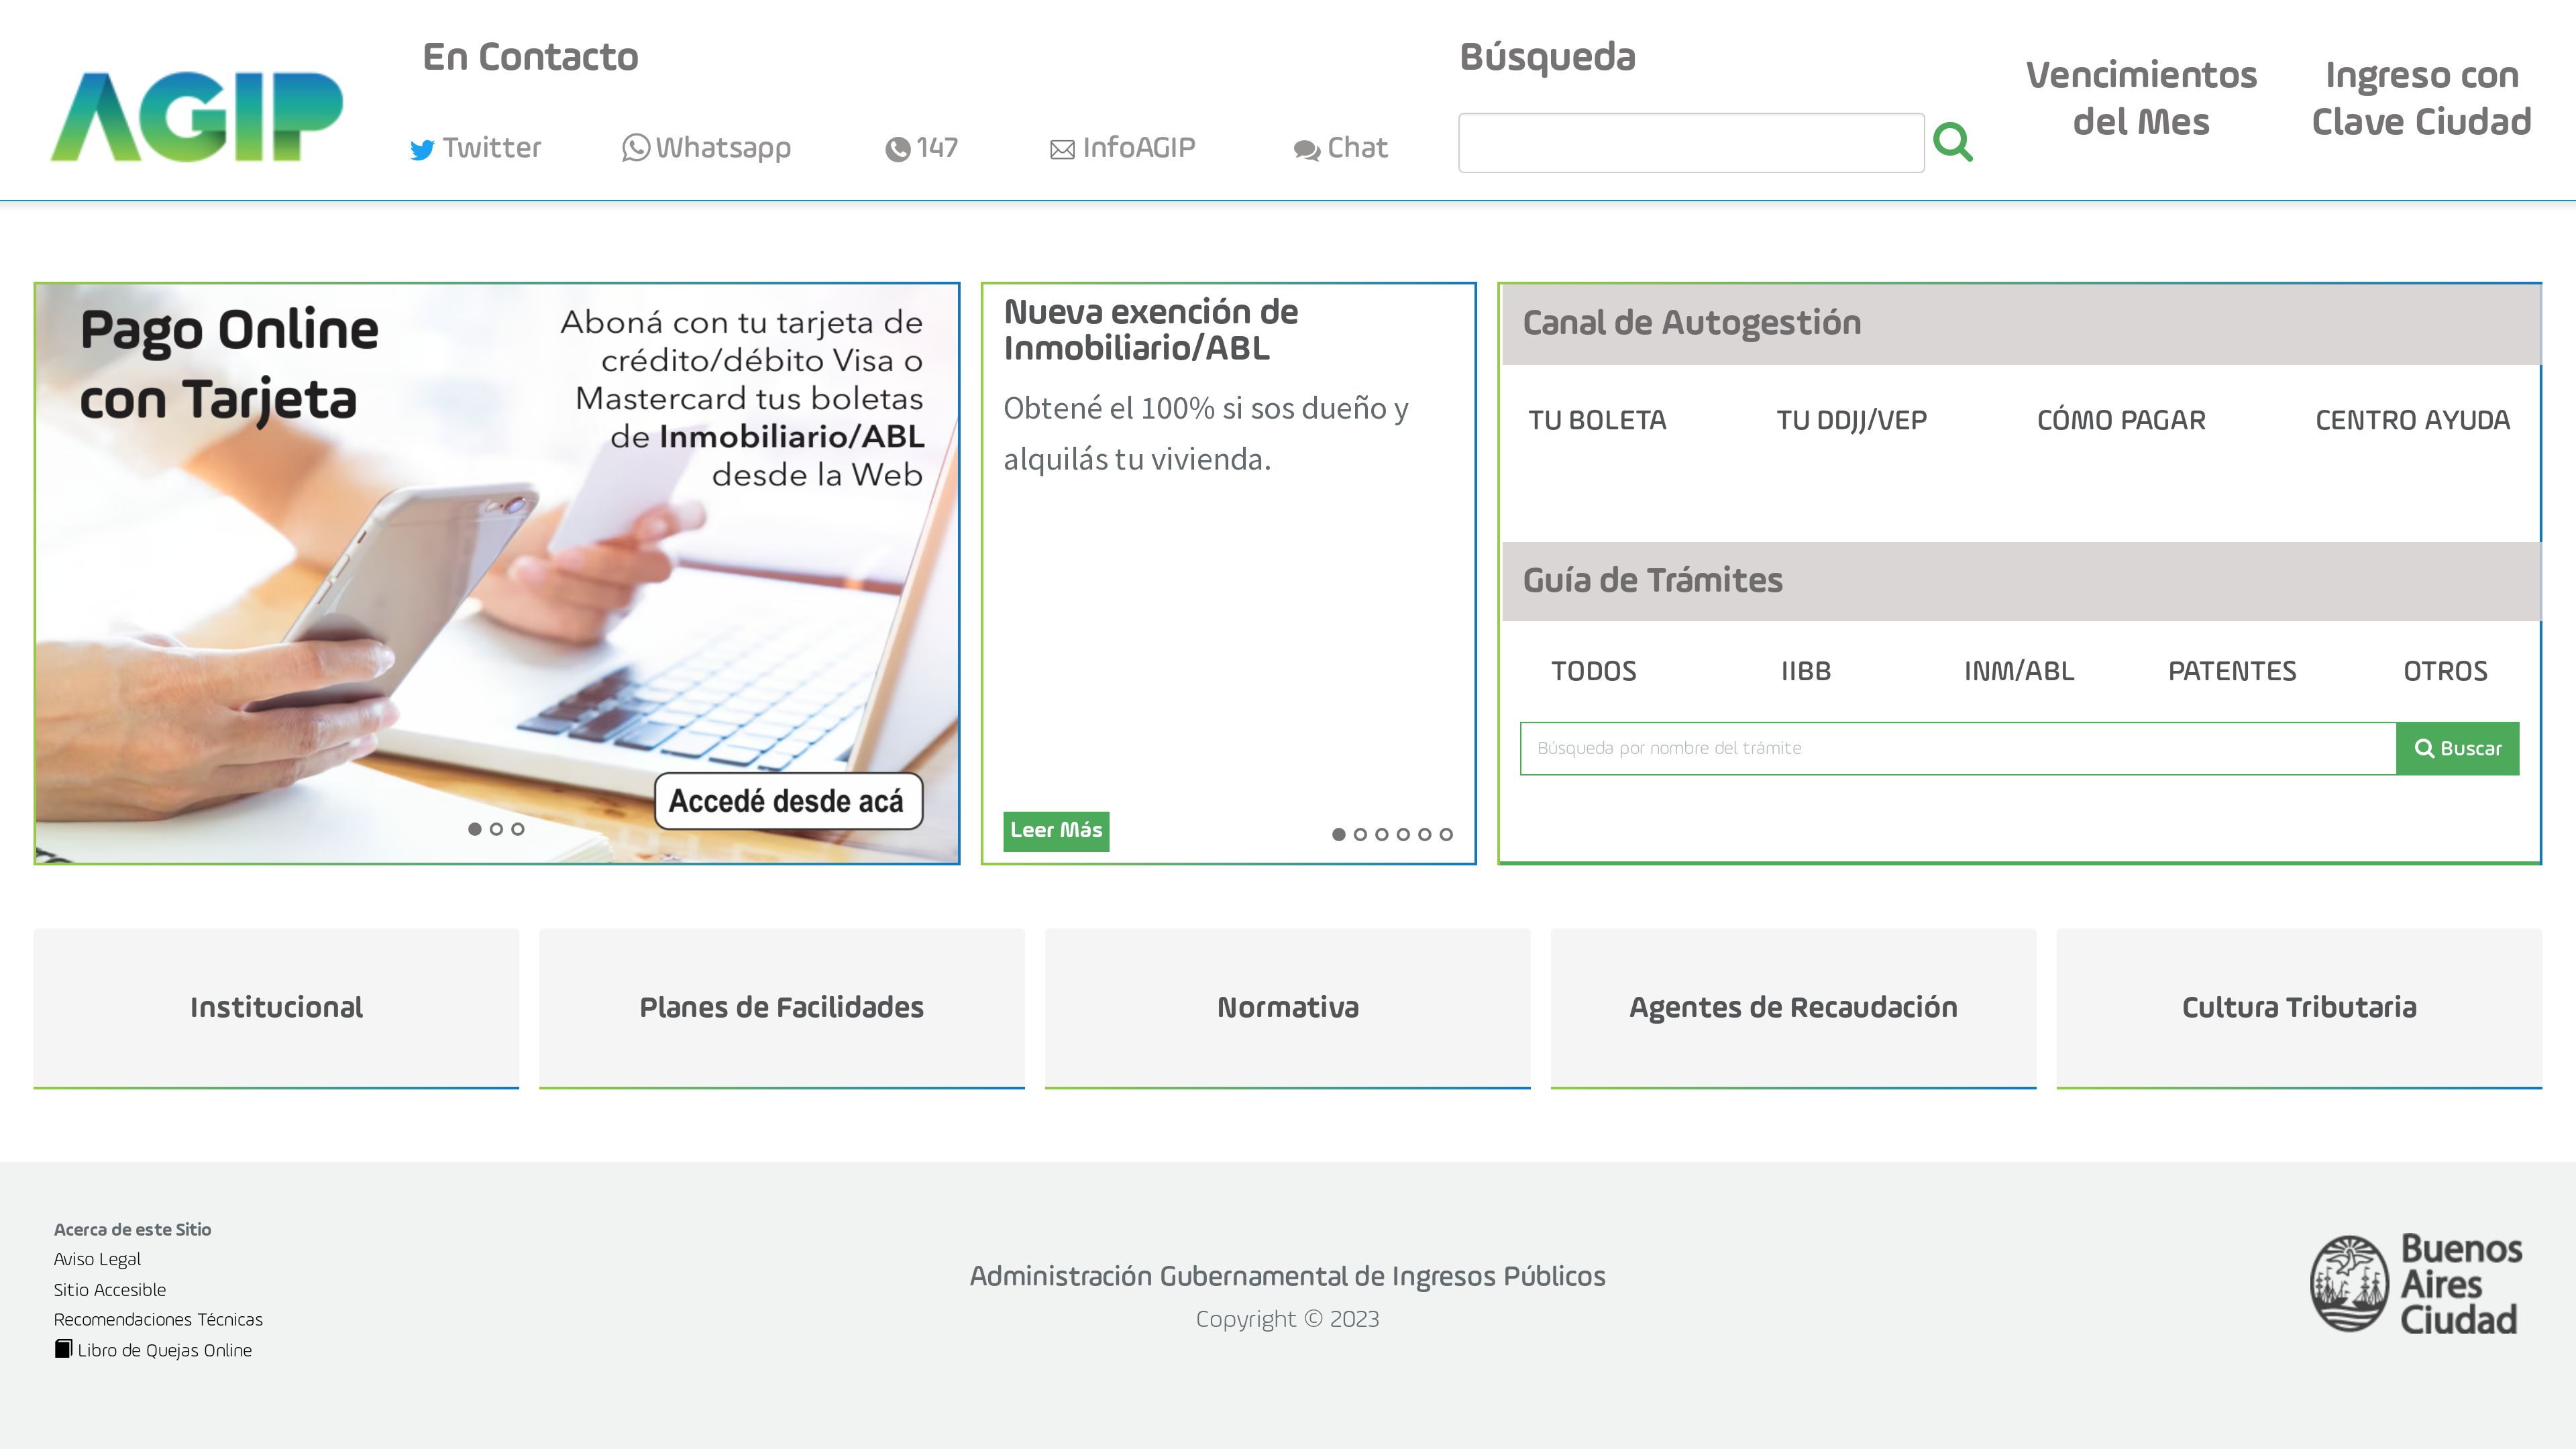 AGIP
En Contacto
Twitter
Whatsapp
147
InfoAGIP
Chat
Búsqueda
Vencimientos
del Mes
Ingreso con
Clave Ciudad
Pago Online
con Tarjeta
Aboná con tu tarjeta de
crédito/débito Visa o
Mastercard tus boletas
de Inmobiliario/ABL
desde la Web
Accedé desde acá
Nueva exención de
Inmobiliario/ABL
Obtené el 100% si sos dueño y
alquilás tu vivienda.
Leer Más
Canal de Autogestión
TU BOLETA
TU DDJJ/VEP
CÓMO PAGAR
CENTRO AYUDA
Guía de Trámites
TODOS
IIBB
INM/ABL
PATENTES
OTROS
Búsqueda por nombre del trámite
Buscar
Institucional
Planes de Facilidades
Normativa
Agentes de Recaudación
Cultura Tributaria
Acerca de este Sitio
Aviso Legal
Sitio Accesible
Recomendaciones Técnicas
Libro de Quejas Online
Administración Gubernamental de Ingresos Públicos
Copyright © 2023
Buenos
Aires
Ciudad